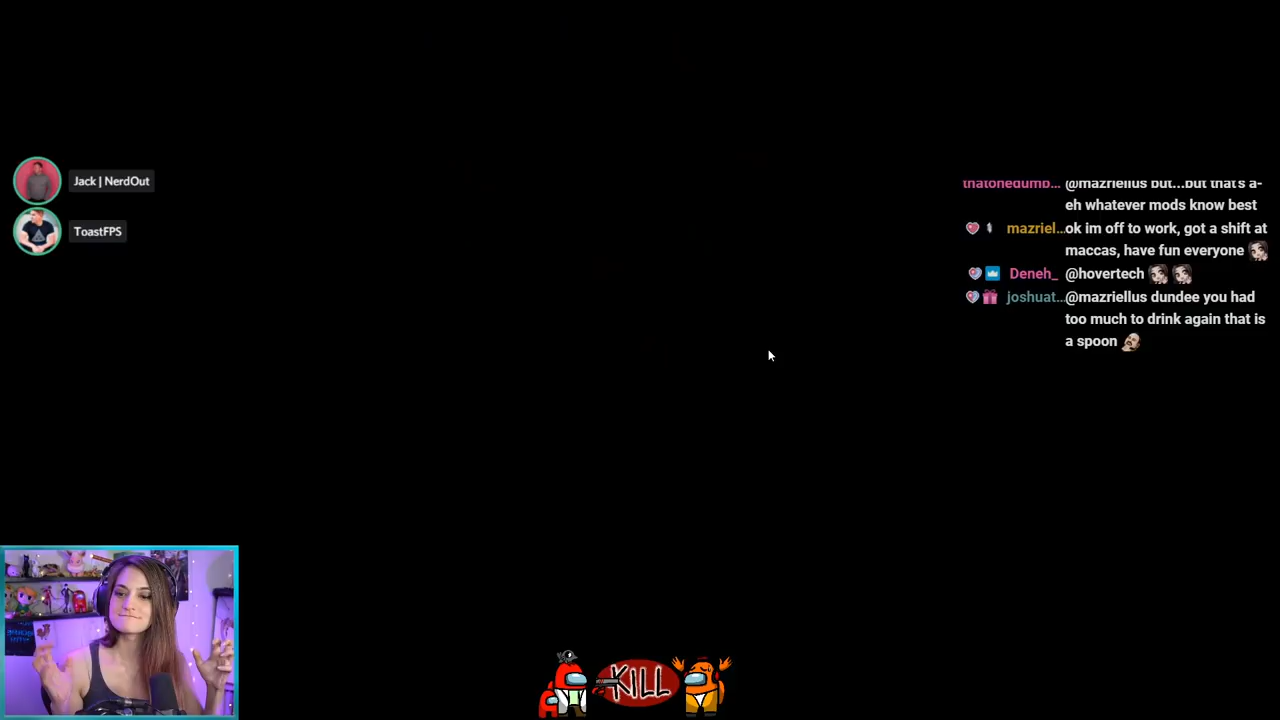 Jack | NerdOut
ToastFPS
thatonedumb... @mazriellus but...but that's a-
eh whatever mods know best
mazriel... ok im off to work, got a shift at
maccas, have fun everyone
Deneh_ @hovertech
joshuat... @mazriellus dundee you had
too much to drink again that is
a spoon
KILL